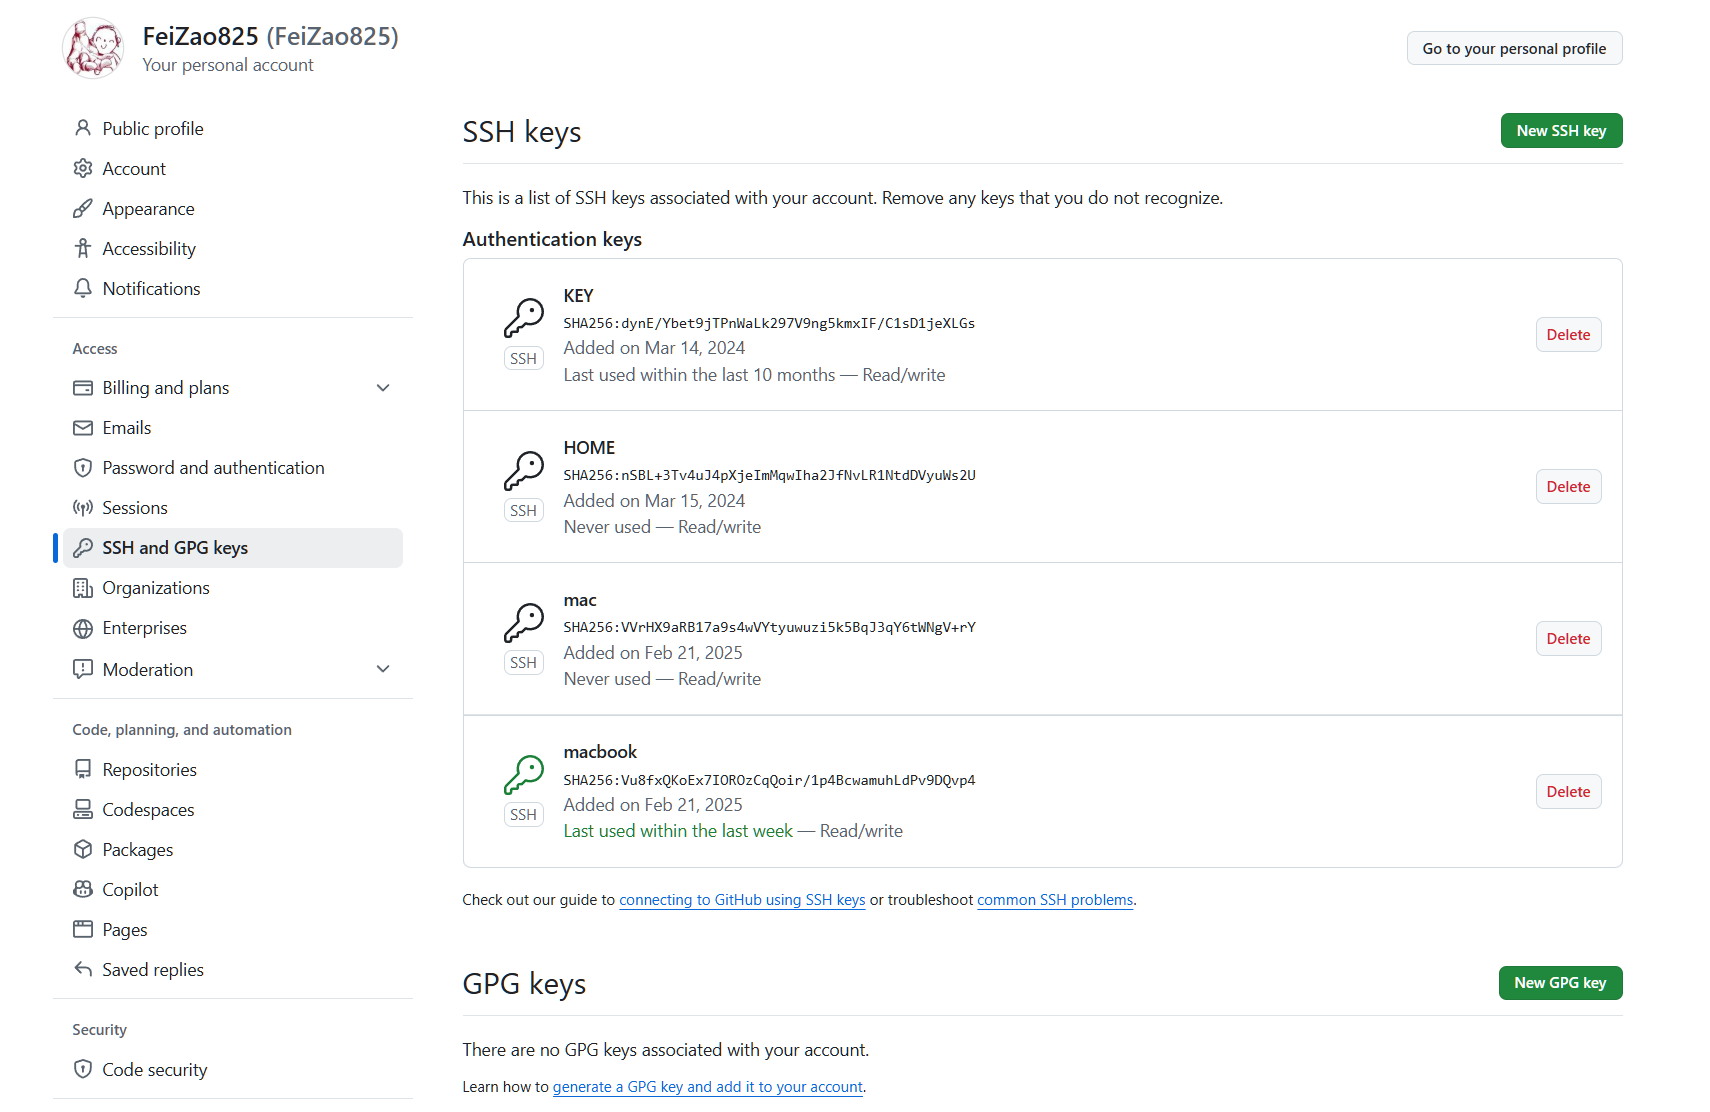 FeiZao825 (FeiZao825)
Your personal account
Go to your personal profile
Public profile
Account
Appearance
Accessibility
Notifications
Access
Billing and plans
Emails
Password and authentication
Sessions
SSH and GPG keys
Organizations
Enterprises
Moderation
Code, planning, and automation
Repositories
Codespaces
Packages
Copilot
Pages
Saved replies
Security
Code security
SSH keys
New SSH key
This is a list of SSH keys associated with your account. Remove any keys that you do not recognize.
Authentication keys
KEY
SHA256:dynE/Ybet9jTPnWaLk297V9ng5kmxIF/C1sD1jeXLGs
Added on Mar 14, 2024
Last used within the last 10 months — Read/write
SSH
Delete
HOME
SHA256:nSBL+3Tv4uJ4pXjeImMqwIha2JfNvLR1NtdDVyuWs2U
Added on Mar 15, 2024
Never used — Read/write
SSH
Delete
mac
SHA256:VVrHX9aRB17a9s4wVYtyuwuzi5k5BqJ3qY6tWNgV+rY
Added on Feb 21, 2025
Never used — Read/write
SSH
Delete
macbook
SHA256:Vu8fxQKoEx7IOROzCqQoir/1p4BcwamuhLdPv9DQvp4
Added on Feb 21, 2025
Last used within the last week — Read/write
SSH
Delete
Check out our guide to connecting to GitHub using SSH keys or troubleshoot common SSH problems.
GPG keys
New GPG key
There are no GPG keys associated with your account.
Learn how to generate a GPG key and add it to your account.